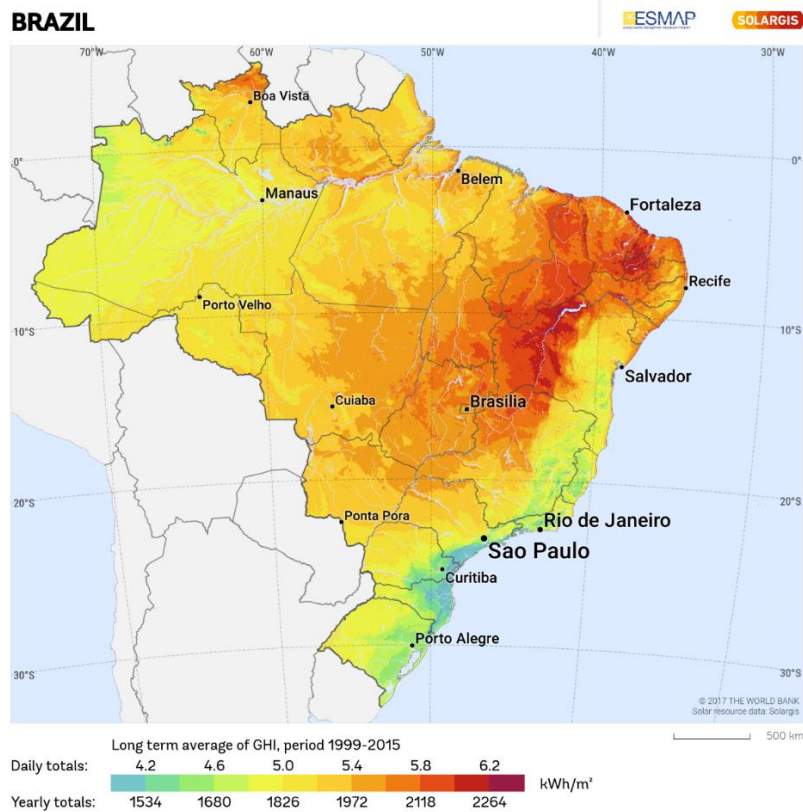 BRAZIL
ESMAP
SOLARGIS
70°W 60°W 50°W 40°W 30°W
Boa Vista
0° 0°
Belem
Manaus
Fortaleza
Recife
Porto Velho
10°S 10°S
Salvador
Cuiaba
Brasília
20°S 20°S
Ponta Pora
Rio de Janeiro
Sao Paulo
Curitiba
Porto Alegre
30°S 30°S
© 2017 THE WORLD BANK
Solar resource data: Solargis
500 km
Long term average of GHI, period 1999-2015
Daily totals: 4.2 4.6 5.0 5.4 5.8 6.2
kWh/m²
Yearly totals: 1534 1680 1826 1972 2118 2264